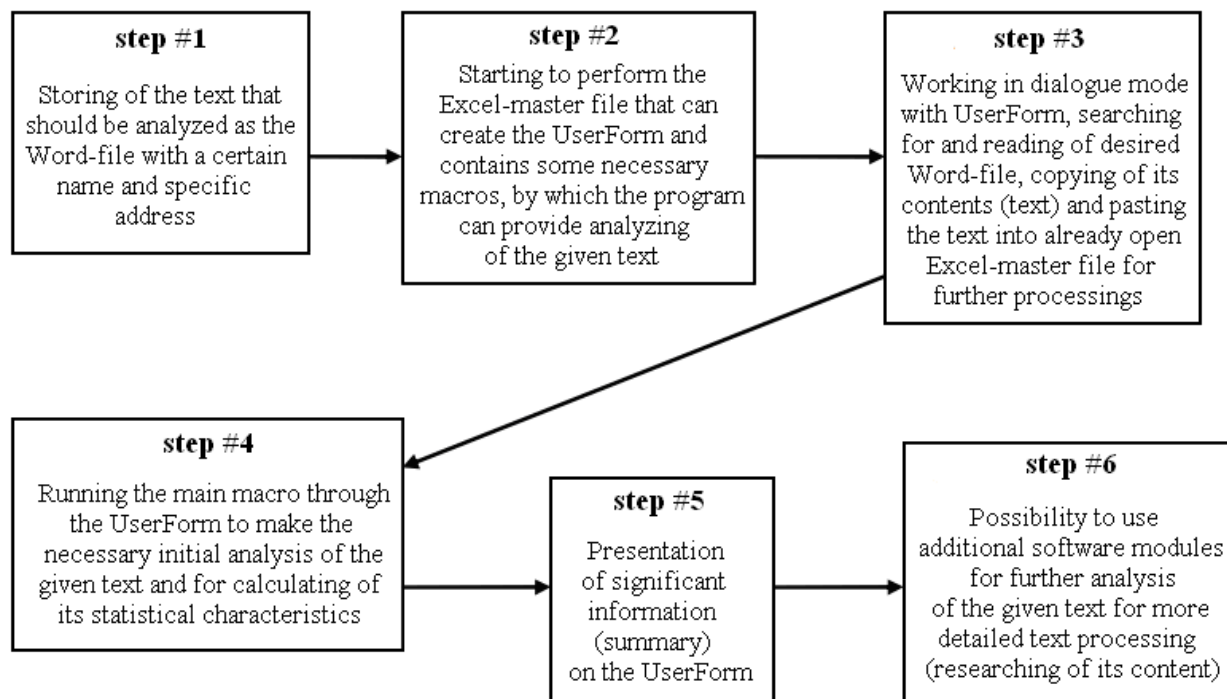 step #1
Storing of the text that
should be analyzed as the
Word-file with a certain
name and specific
address
step #2
Starting to perform the
Excel-master file that can
create the UserForm and
contains some necessary
macros, by which the program
can provide analyzing
of the given text
step #3
Working in dialogue mode
with UserForm, searching
for and reading of desired
Word-file, copying of its
contents (text) and pasting
the text into already open
Excel-master file for
further processings
step #4
Running the main macro through
the UserForm to make the
necessary initial analysis of the
given text and for calculating of
its statistical characteristics
step #5
Presentation
of significant
information
(summary)
on the UserForm
step #6
Possibility to use
additional software modules
for further analysis
of the given text for more
detailed text processing
(researching of its content)